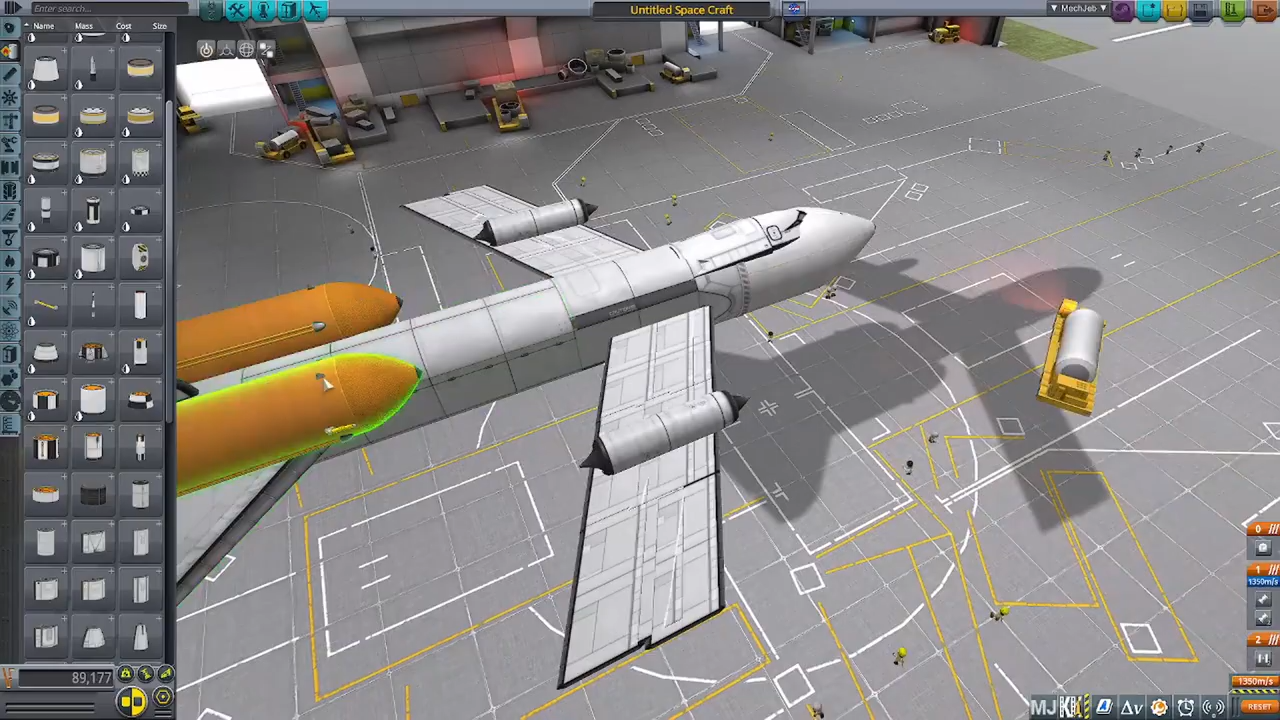 Enter search...
Untitled Space Craft
▼ MechJeb ▼
Name Mass Cost Size
0
1
1350m/s
2
1350m/s
89,177
MJ
Δv
RESET